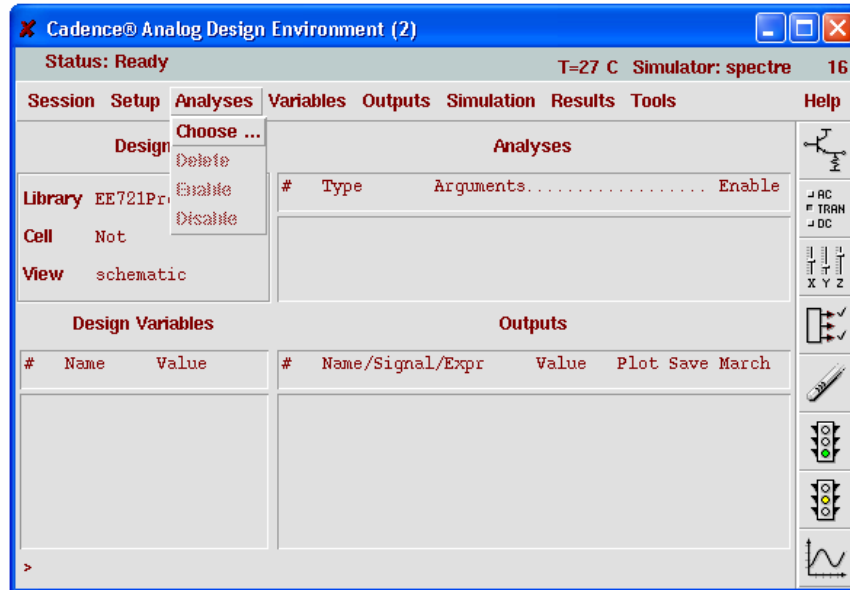 Cadence® Analog Design Environment (2)
Status: Ready T=27 C Simulator: spectre 16
Session Setup Analyses Variables Outputs Simulation Results Tools Help
Choose ...
Delete
Enable
Disable
Design
Analyses
Library EE721Pr
Cell Not
View schematic
# Type Arguments.................. Enable
AC
TRAN
DC
X Y Z
Design Variables
Outputs
# Name Value
# Name/Signal/Expr Value Plot Save March
>